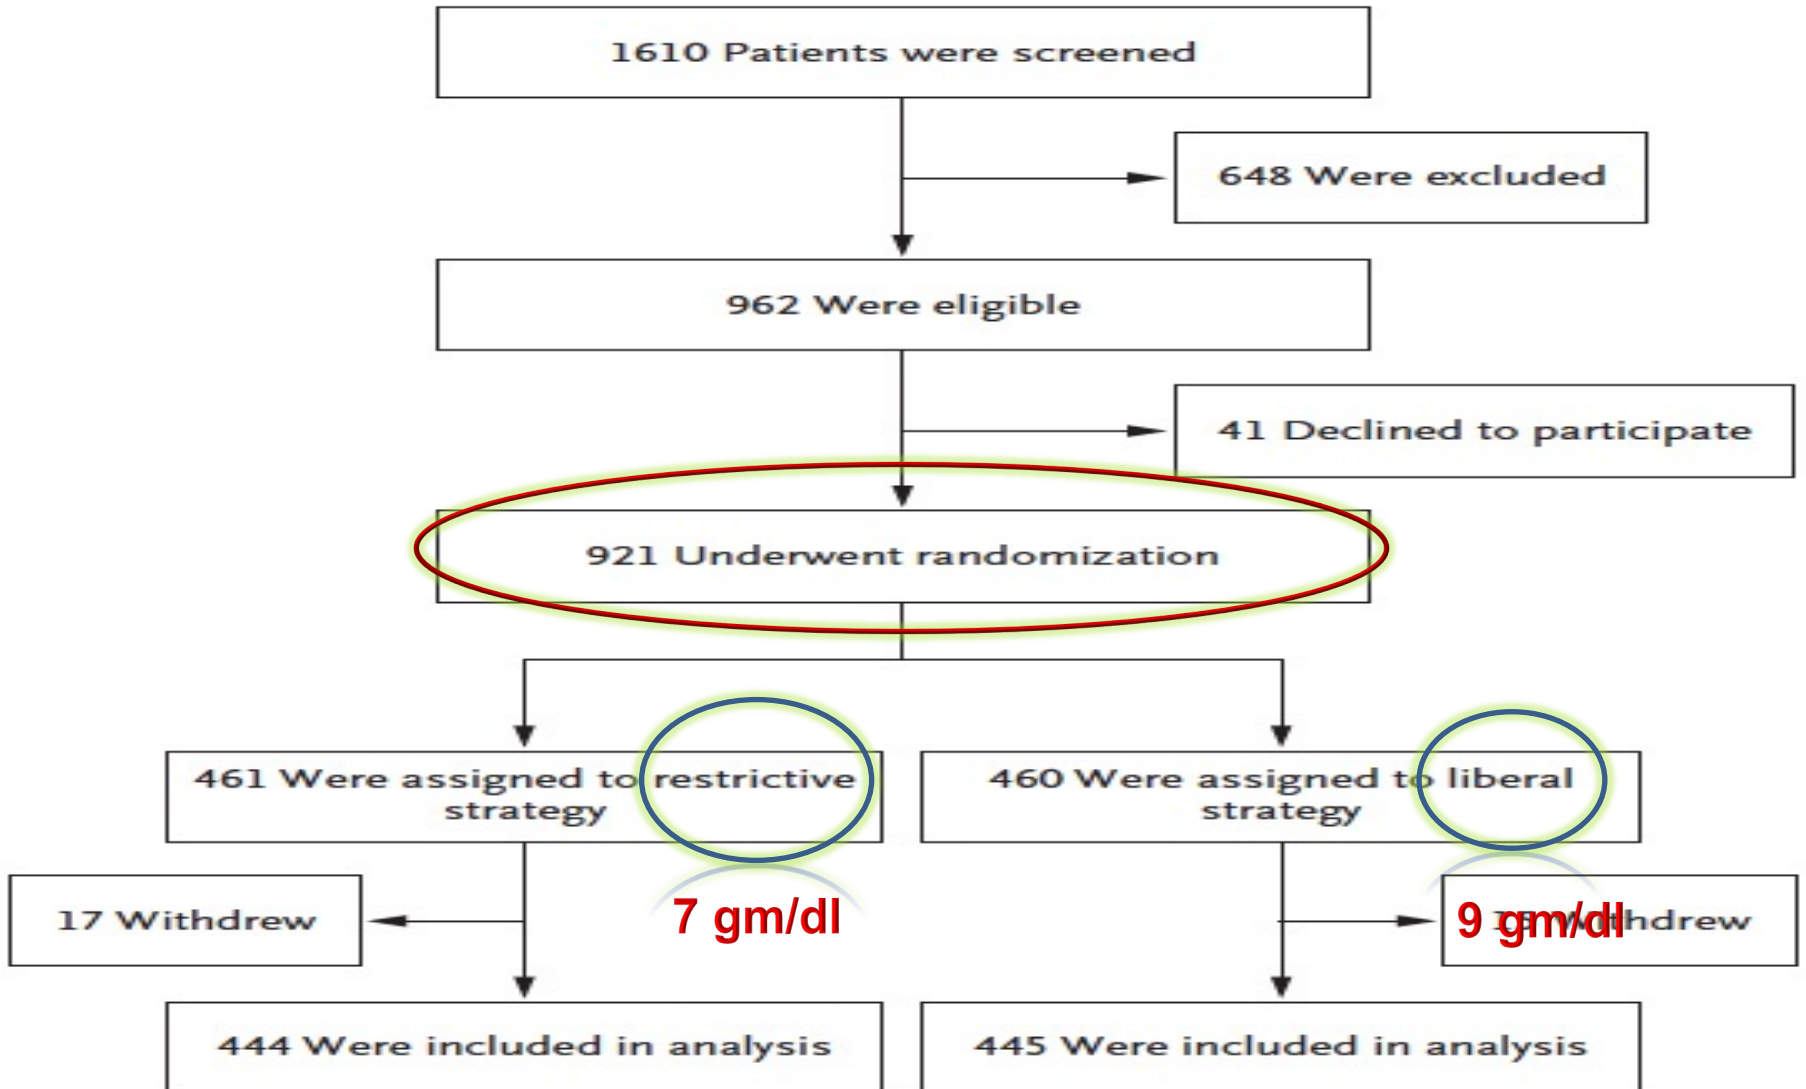 1610 Patients were screened
648 Were excluded
962 Were eligible
41 Declined to participate
921 Underwent randomization
461 Were assigned to restrictive
strategy
460 Were assigned to liberal
strategy
17 Withdrew
7 gm/dl
9 gm/dl
444 Were included in analysis
445 Were included in analysis